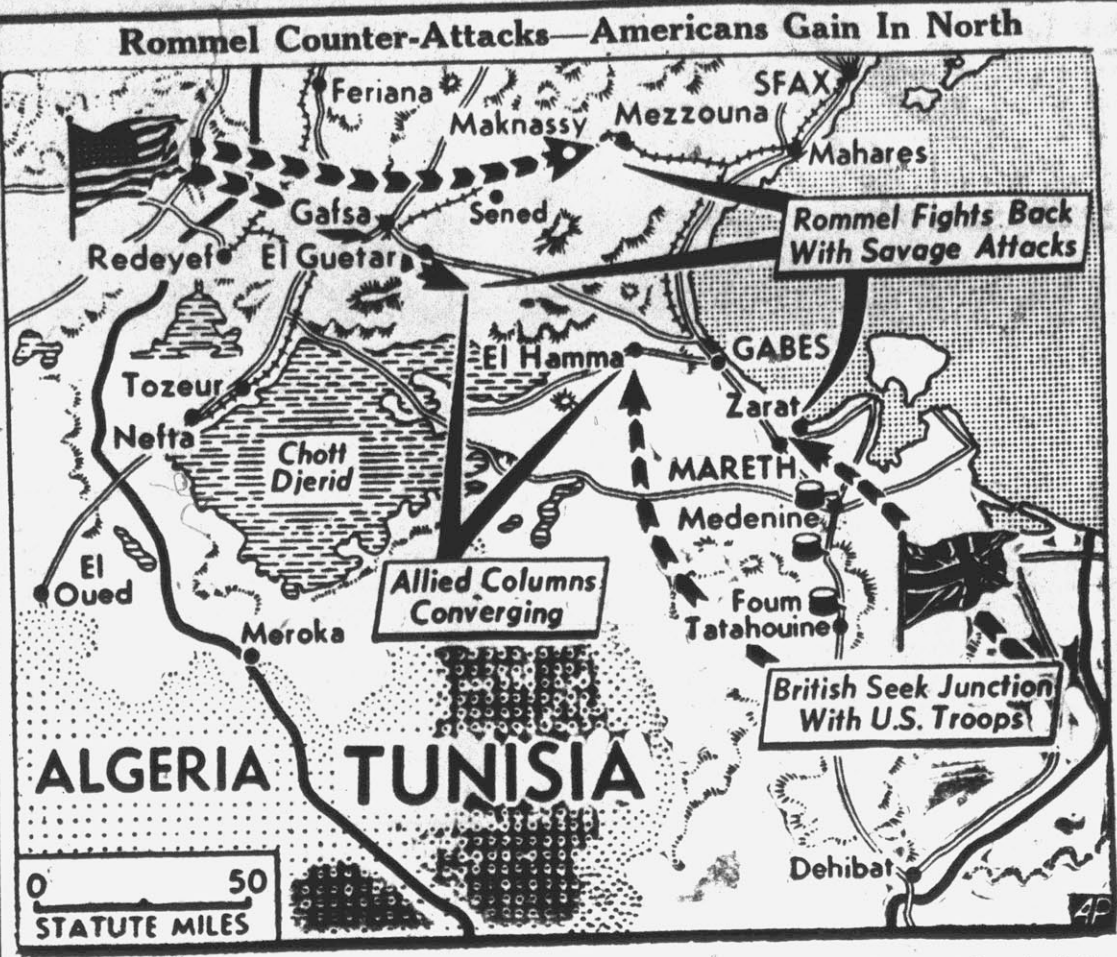 Rommel Counter-Attacks—Americans Gain In North
Feriana
SFAX
Maknassy
Mezzouna
Mahares
Gafsa
Sened
Rommel Fights Back
With Savage Attacks
Redeyef
El Guetar
El Hamma
GABES
Tozeur
Zarat
Nefta
Chott
Djerid
MARETH
Medenine
El
Oued
Allied Columns
Converging
Foum
Tatahouine
Meroka
British Seek Junction
With U.S. Troops
ALGERIA
TUNISIA
Dehibat
0 50
STATUTE MILES
AP